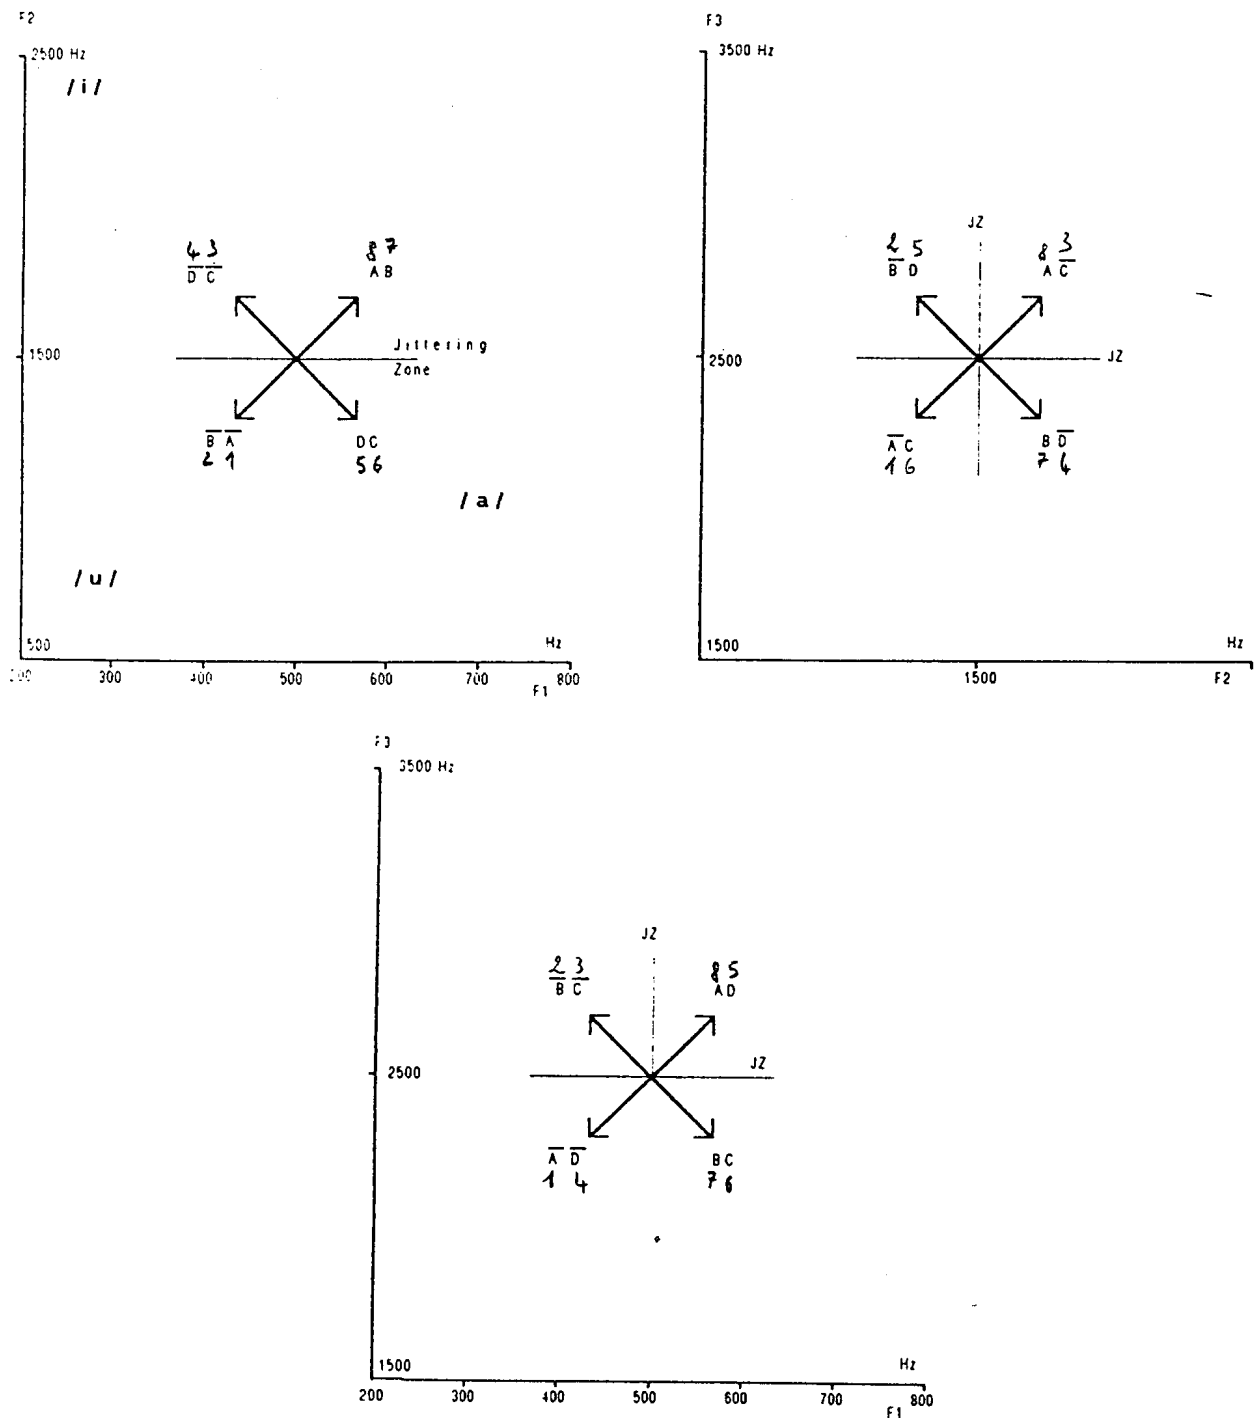 F2
2500 Hz
/i/
4 3
D̅ C̅
8 7
A B
1500
Jittering
Zone
B̅ A̅
2 1
D C
5 6
/a/
/u/
500
Hz
300 400 500 600 700 800
F1
F3
3500 Hz
JZ
2 5
B̅ D
8 3
A C̅
2500
JZ
A̅ C
1 6
B D̅
7 4
1500
Hz
1500
F2
F3
3500 Hz
JZ
2 3
B̅ C̅
8 5
A D
2500
JZ
A̅ D̅
1 4
B C
7 6
1500
Hz
200 300 400 500 600 700 800
F1